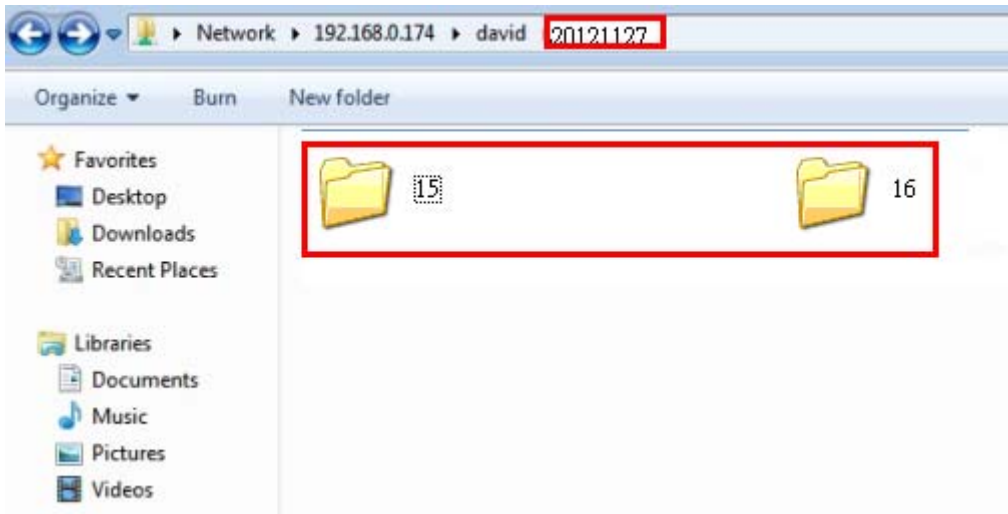 Network 192.168.0.174 david 20121127
Organize Burn New folder
Favorites
Desktop
Downloads
Recent Places
Libraries
Documents
Music
Pictures
Videos
15 16